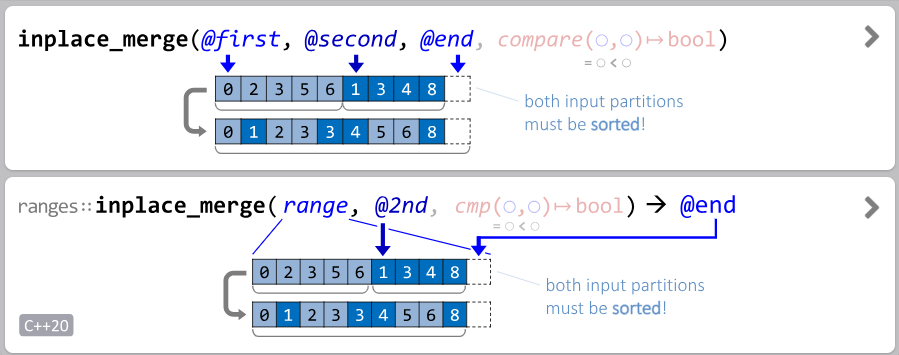 inplace_merge(@first, @second, @end, compare(○,○)↦bool)
=○<○
0 2 3 5 6 1 3 4 8
both input partitions
must be sorted!
0 1 2 3 3 4 5 6 8
ranges::inplace_merge(range, @2nd, cmp(○,○)↦bool) → @end
=○<○
0 2 3 5 6 1 3 4 8
both input partitions
must be sorted!
0 1 2 3 3 4 5 6 8
C++20